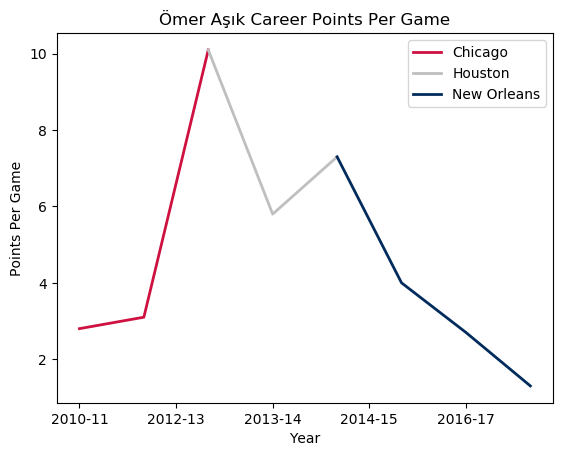 Ömer Aşık Career Points Per Game
Chicago
Houston
New Orleans
Points Per Game
10
8
6
4
2
2010-11
2012-13
2013-14
2014-15
2016-17
Year